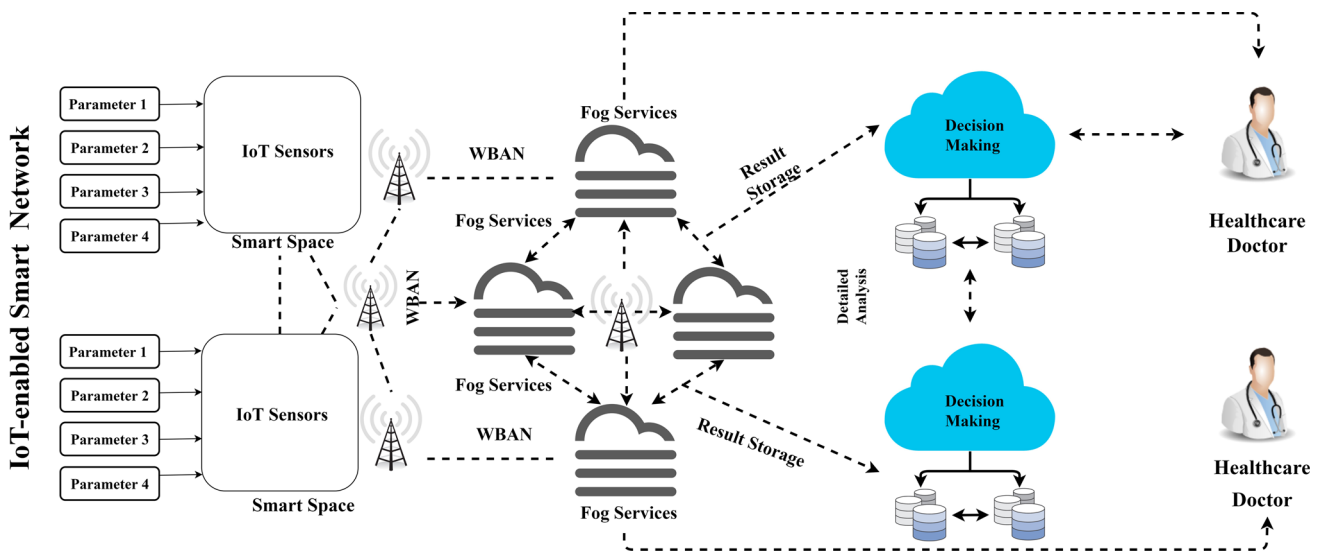 IoT-enabled Smart Network
Parameter 1
Parameter 2
Parameter 3
Parameter 4
IoT Sensors
Smart Space
Parameter 1
Parameter 2
Parameter 3
Parameter 4
IoT Sensors
Smart Space
WBAN
WBAN
WBAN
Fog Services
Fog Services
Fog Services
Fog Services
Result
Storage
Result Storage
Decision
Making
Detailed
Analysis
Decision
Making
Healthcare
Doctor
Healthcare
Doctor